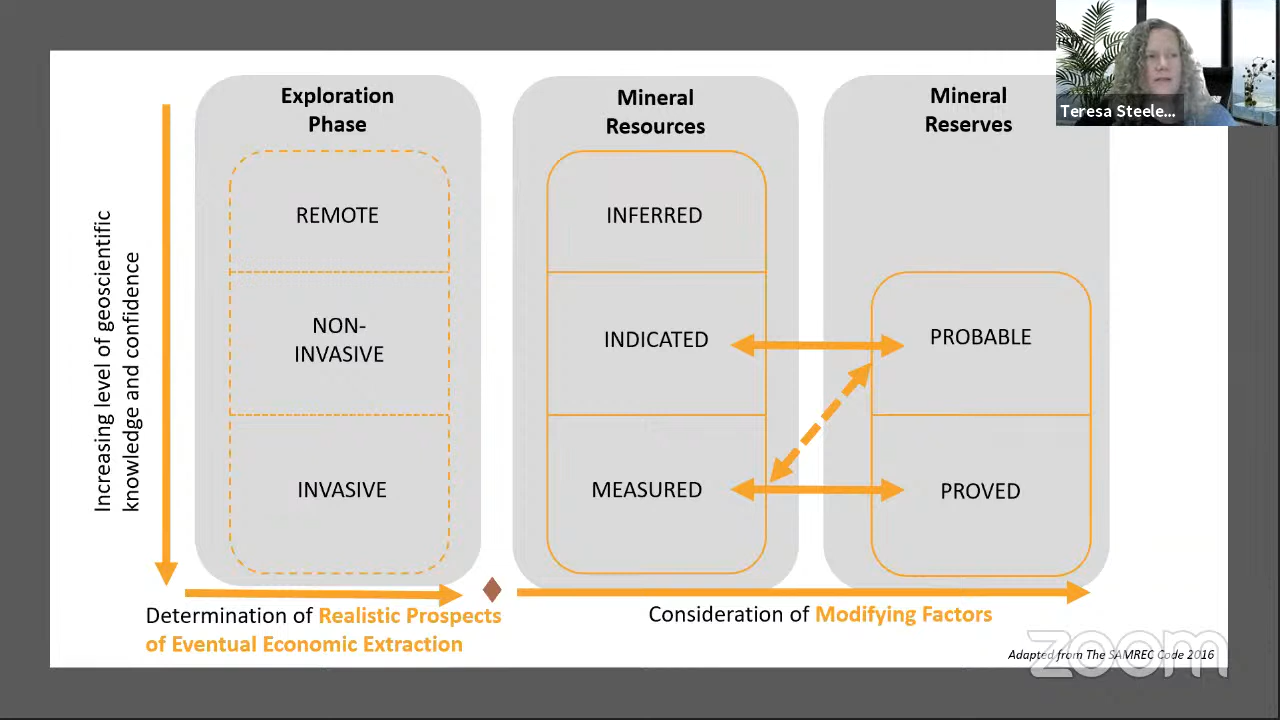 Exploration
Phase
REMOTE
NON-
INVASIVE
INVASIVE
Mineral
Resources
INFERRED
INDICATED
MEASURED
Mineral
Reserves
PROBABLE
PROVED
Increasing level of geoscientific
knowledge and confidence
Determination of Realistic Prospects
of Eventual Economic Extraction
Consideration of Modifying Factors
Adapted from The SAMREC Code 2016
zoom
Teresa Steele...